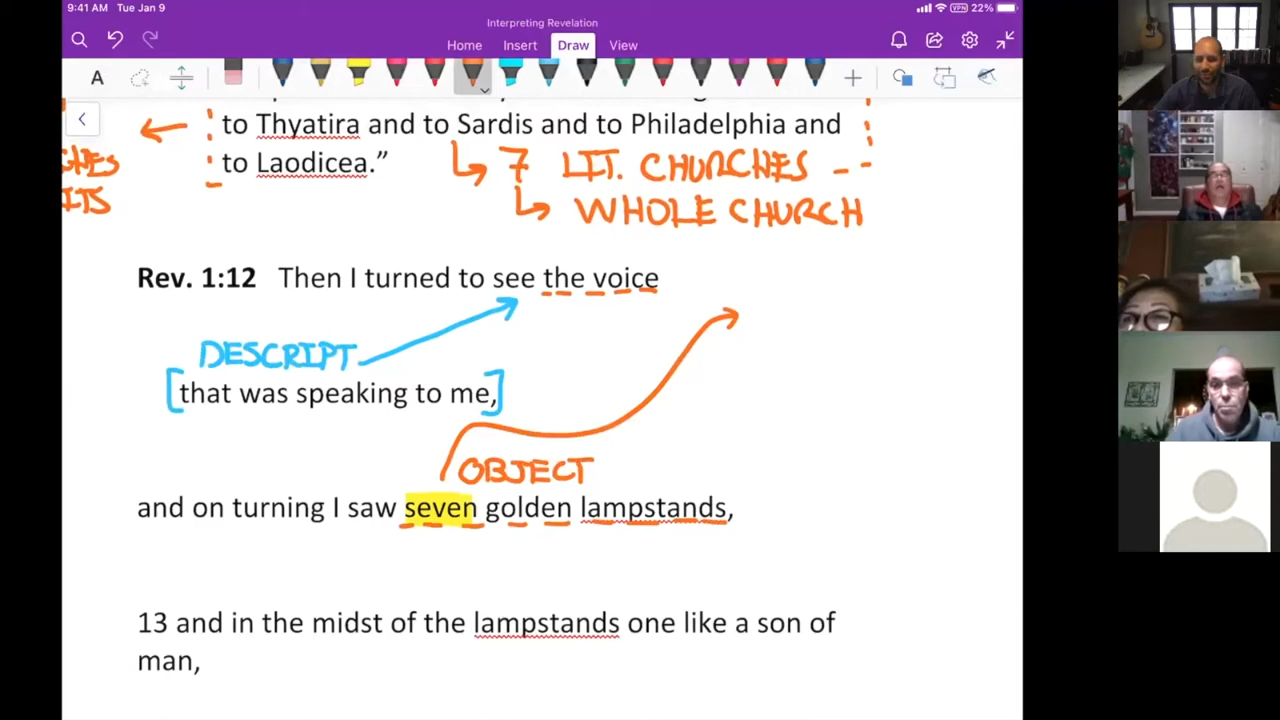 9:41 AM Tue Jan 9
VPN 22%
Interpreting Revelation
Home Insert Draw View
A
to Thyatira and to Sardis and to Philadelphia and
to Laodicea.”
7 LIT. CHURCHES
WHOLE CHURCH
Rev. 1:12 Then I turned to see the voice
DESCRIPT
[that was speaking to me,]
OBJECT
and on turning I saw seven golden lampstands,
13 and in the midst of the lampstands one like a son of
man,